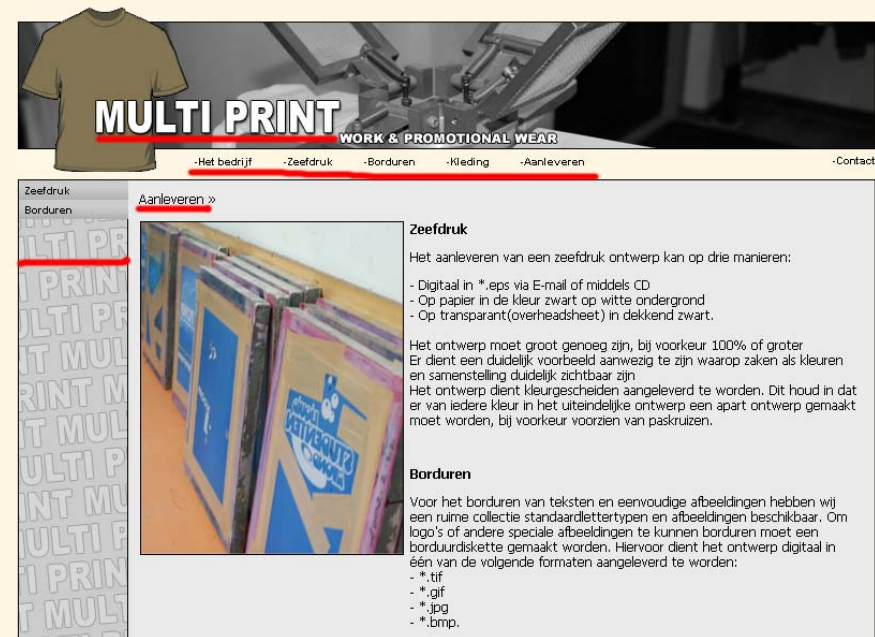 MULTI PRINT
WORK & PROMOTIONAL WEAR
-Het bedrijf -Zeefdruk -Borduren -Kleding -Aanleveren -Contact
Zeefdruk
Borduren
Aanleveren »
Zeefdruk
Het aanleveren van een zeefdruk ontwerp kan op drie manieren:
- Digitaal in *.eps via E-mail of middels CD
- Op papier in de kleur zwart op witte ondergrond
- Op transparant(overheadsheet) in dekkend zwart.
Het ontwerp moet groot genoeg zijn, bij voorkeur 100% of groter
Er dient een duidelijk voorbeeld aanwezig te zijn waarop zaken als kleuren
en samenstelling duidelijk zichtbaar zijn
Het ontwerp dient kleurgescheiden aangeleverd te worden. Dit houd in dat
er van iedere kleur in het uiteindelijke ontwerp een apart ontwerp gemaakt
moet worden, bij voorkeur voorzien van paskruizen.
Borduren
Voor het borduren van teksten en eenvoudige afbeeldingen hebben wij
een ruime collectie standaardlettertypen en afbeeldingen beschikbaar. Om
logo's of andere speciale afbeeldingen te kunnen borduren moet een
borduurdiskette gemaakt worden. Hiervoor dient het ontwerp digitaal in
één van de volgende formaten aangeleverd te worden:
- *.tif
- *.gif
- *.jpg
- *.bmp.